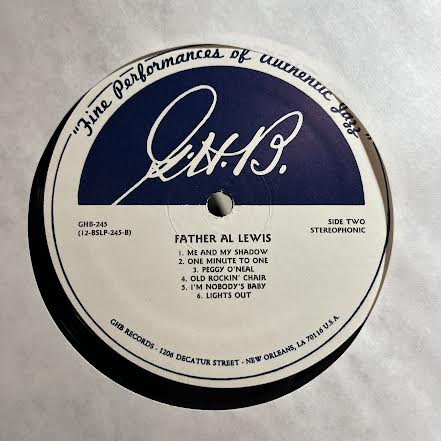 "Fine Performances of Authentic Jazz"
G.H.B.
GHB-245
(12-BSLP-245-B)
SIDE TWO
STEREOPHONIC
FATHER AL LEWIS
1. ME AND MY SHADOW
2. ONE MINUTE TO ONE
3. PEGGY O'NEAL
4. OLD ROCKIN' CHAIR
5. I'M NOBODY'S BABY
6. LIGHTS OUT
GHB RECORDS · 1206 DECATUR STREET · NEW ORLEANS, LA 70116 U.S.A.